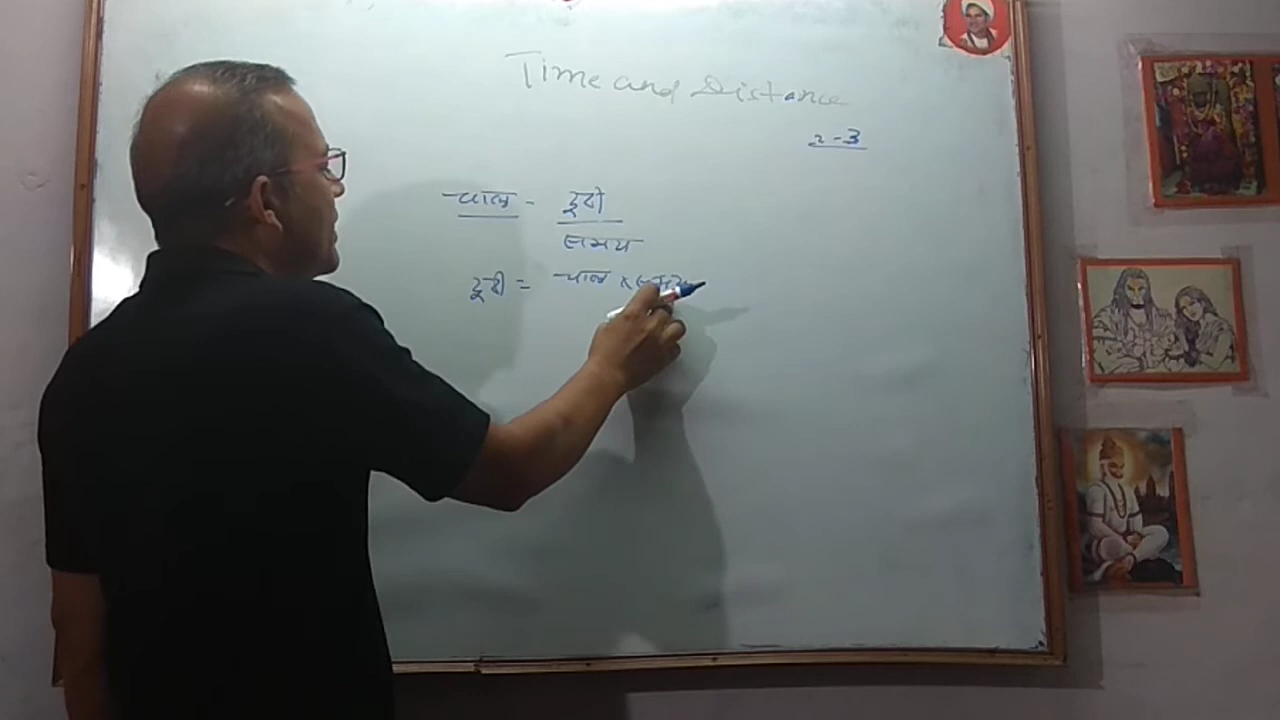 Time and Distance
2-3
चाल - दूरी
समय
दूरी = चाल x